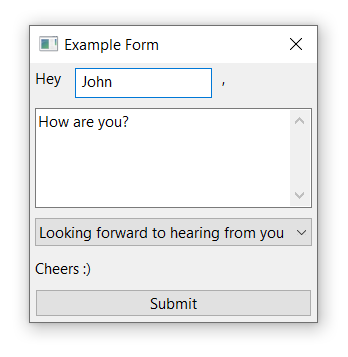 Example Form
Hey John ,
How are you?
Looking forward to hearing from you
Cheers :)
Submit